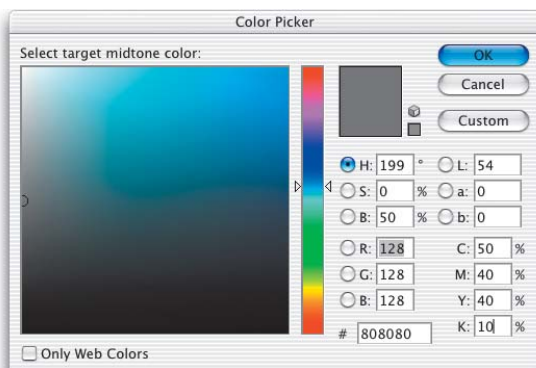 Color Picker
Select target midtone color:
OK
Cancel
Custom
H: 199 ° L: 54
S: 0 % a: 0
B: 50 % b: 0
R: 128 C: 50 %
G: 128 M: 40 %
B: 128 Y: 40 %
# 808080 K: 10 %
Only Web Colors